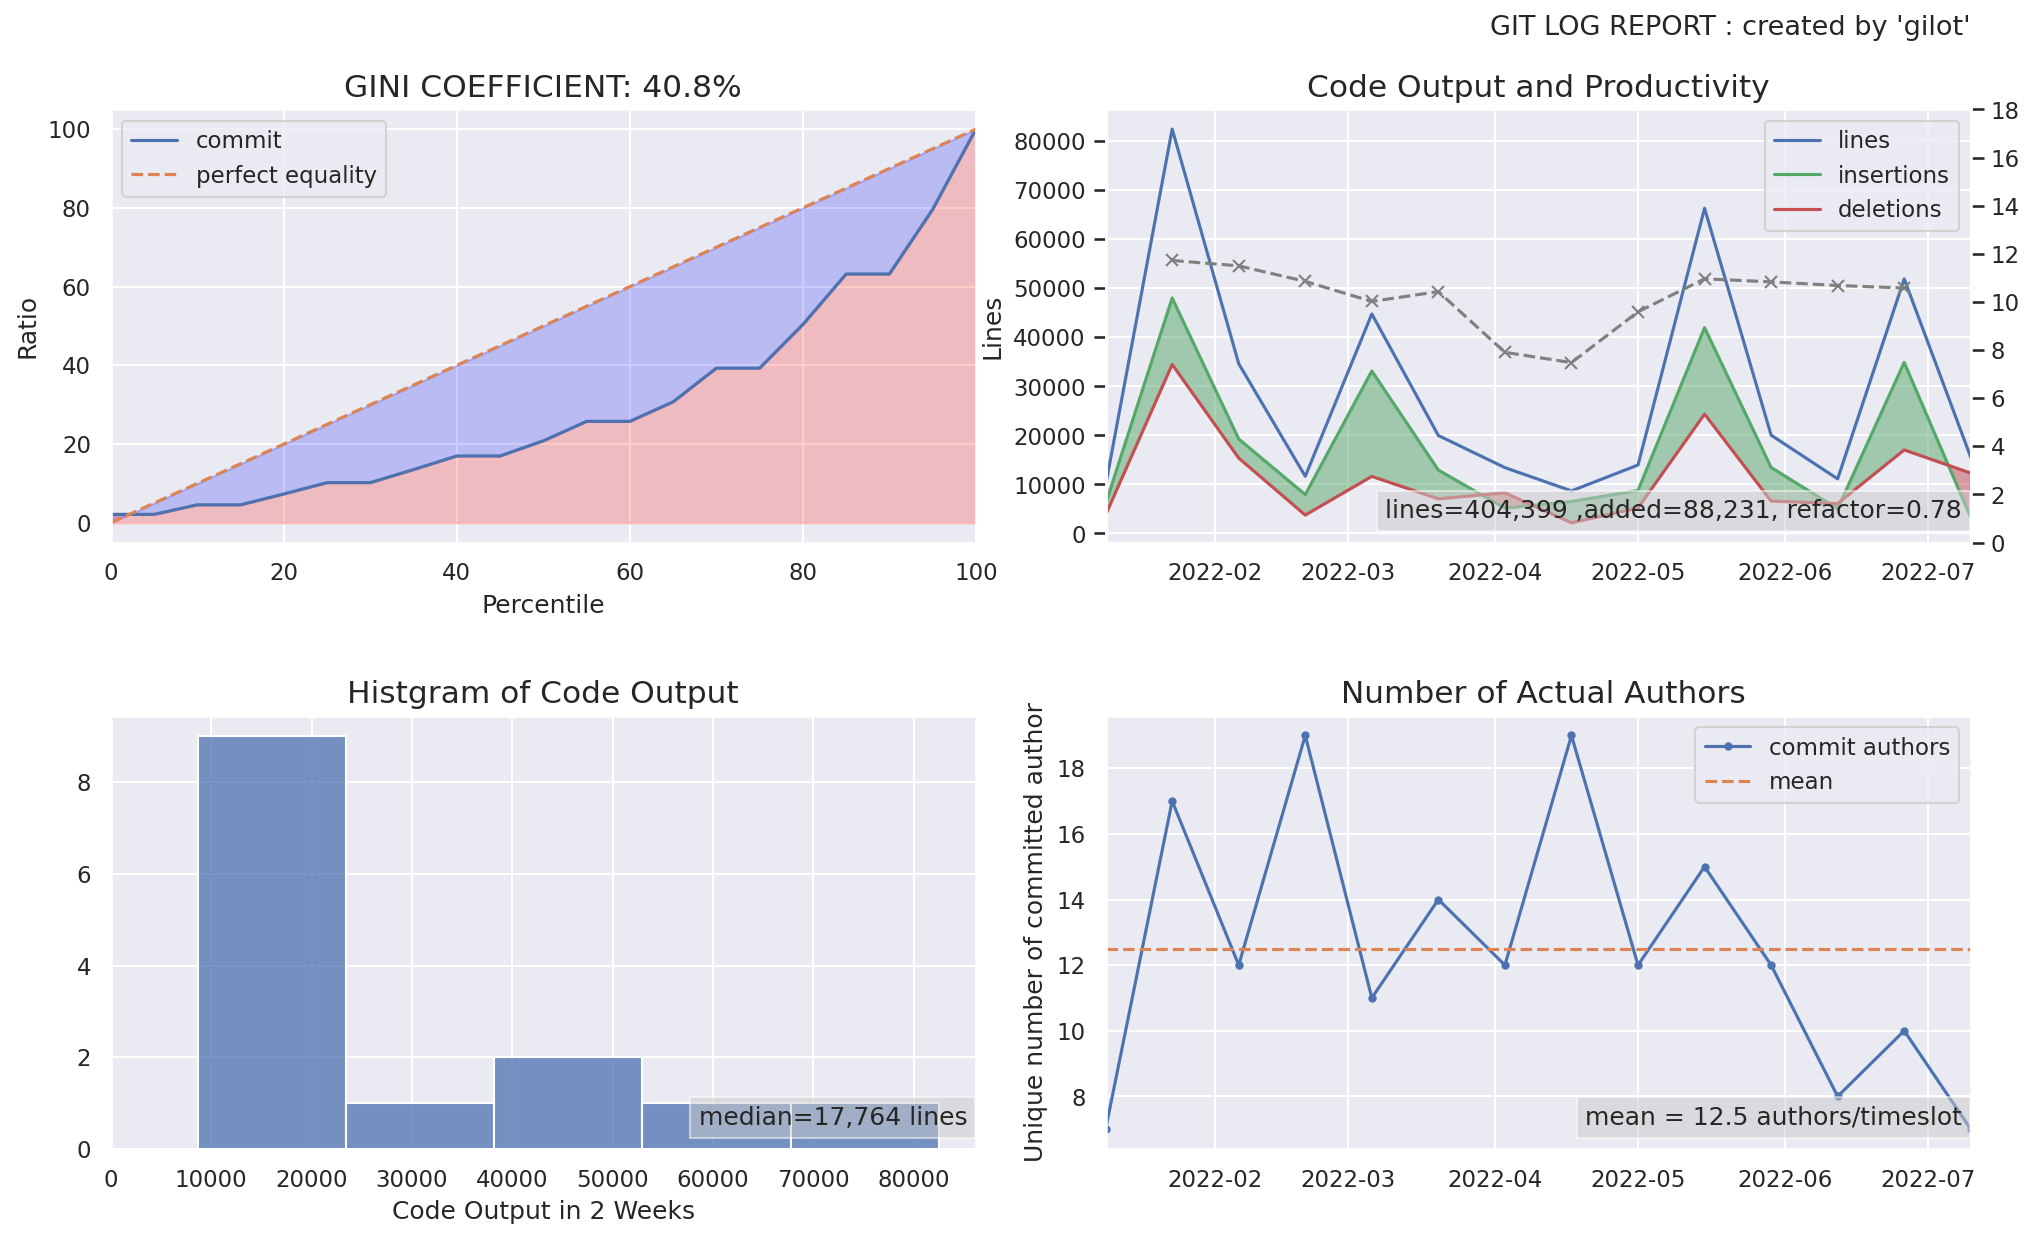 GIT LOG REPORT : created by 'gilot'
GINI COEFFICIENT: 40.8%
commit
perfect equality
Ratio
100
80
60
40
20
0
0 20 40 60 80 100
Percentile
Code Output and Productivity
lines
insertions
deletions
Lines
80000
70000
60000
50000
40000
30000
20000
10000
0
18
16
14
12
10
8
6
4
2
0
lines=404,399 ,added=88,231, refactor=0.78
2022-02 2022-03 2022-04 2022-05 2022-06 2022-07
Histgram of Code Output
8
6
4
2
0
median=17,764 lines
0 10000 20000 30000 40000 50000 60000 70000 80000
Code Output in 2 Weeks
Number of Actual Authors
commit authors
mean
Unique number of committed author
18
16
14
12
10
8
mean = 12.5 authors/timeslot
2022-02 2022-03 2022-04 2022-05 2022-06 2022-07